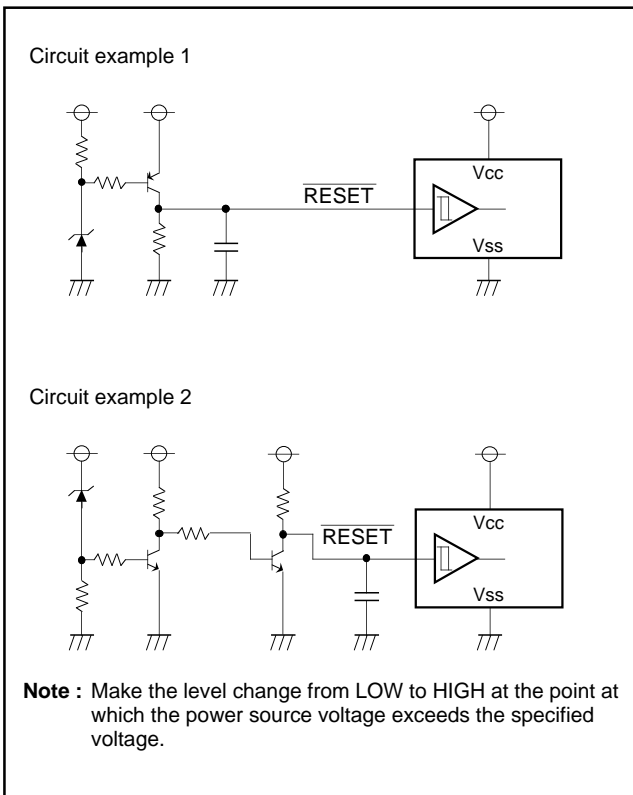 Circuit example 1
RESET
Vcc
Vss
Circuit example 2
RESET
Vcc
Vss
Note : Make the level change from LOW to HIGH at the point at
which the power source voltage exceeds the specified
voltage.